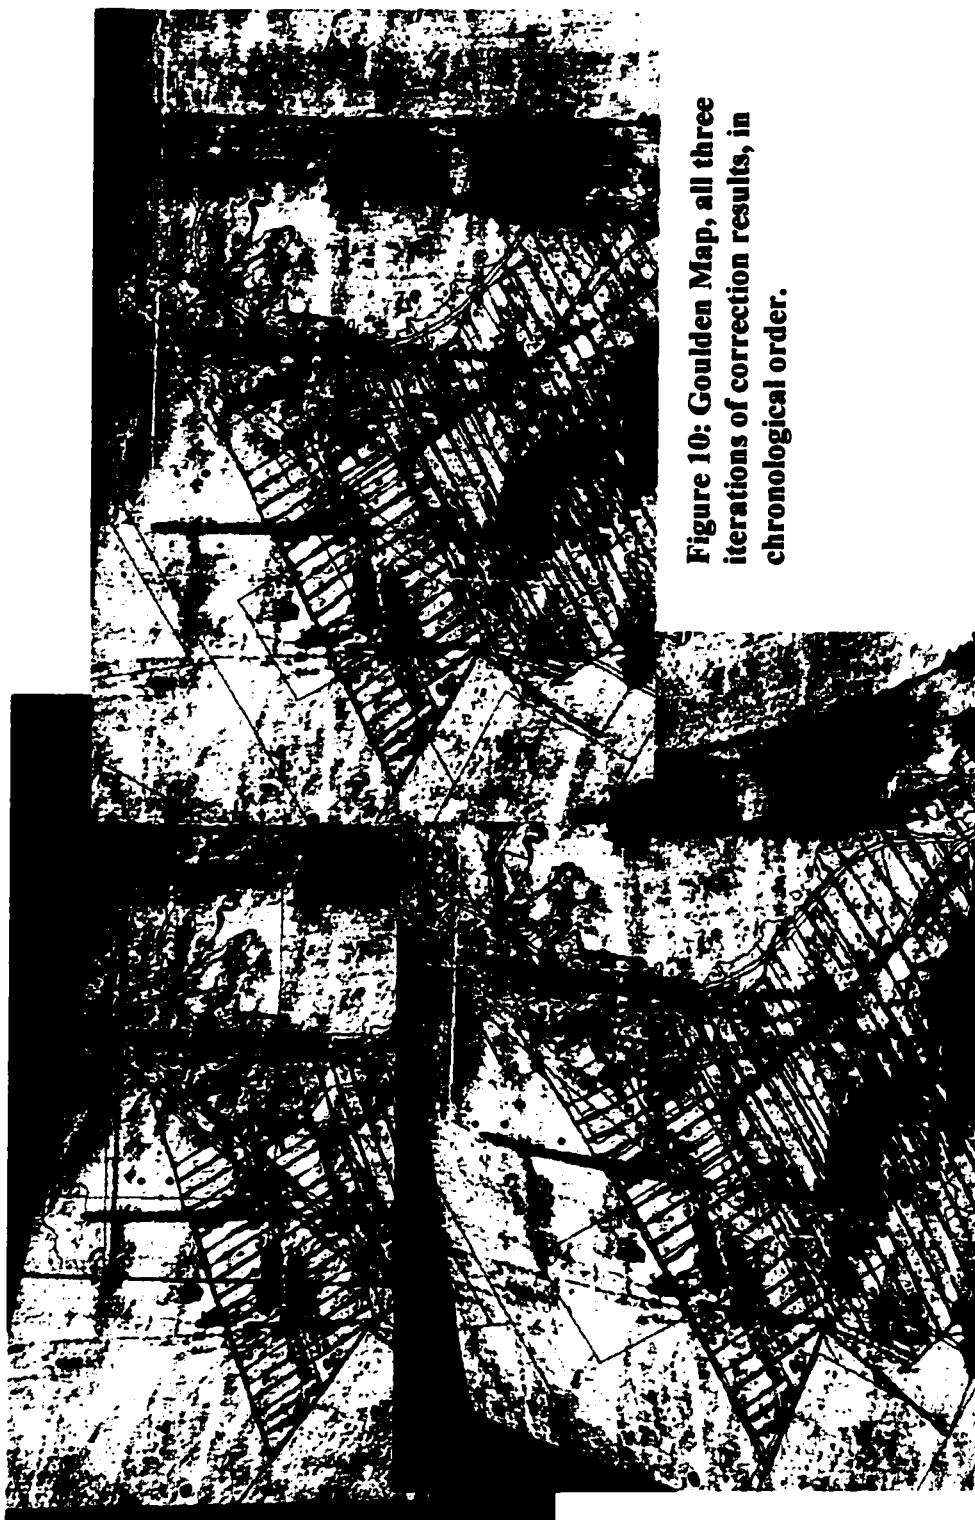 Figure 10: Goulden Map, all three
iterations of correction results, in
chronological order.